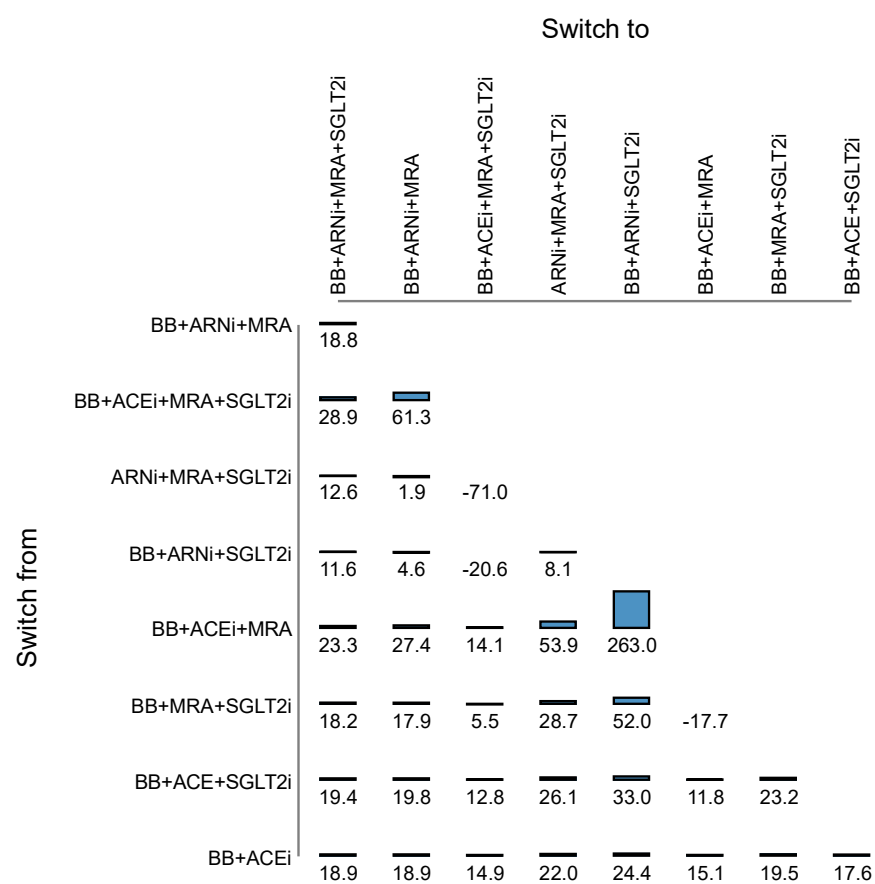 Switch to
BB+ARNi+MRA+SGLT2i
BB+ARNi+MRA
BB+ACEi+MRA+SGLT2i
ARNi+MRA+SGLT2i
BB+ARNi+SGLT2i
BB+ACEi+MRA
BB+MRA+SGLT2i
BB+ACE+SGLT2i
Switch from
BB+ARNi+MRA
18.8
BB+ACEi+MRA+SGLT2i
28.9 61.3
ARNi+MRA+SGLT2i
12.6 1.9 -71.0
BB+ARNi+SGLT2i
11.6 4.6 -20.6 8.1
BB+ACEi+MRA
23.3 27.4 14.1 53.9 263.0
BB+MRA+SGLT2i
18.2 17.9 5.5 28.7 52.0 -17.7
BB+ACE+SGLT2i
19.4 19.8 12.8 26.1 33.0 11.8 23.2
BB+ACEi
18.9 18.9 14.9 22.0 24.4 15.1 19.5 17.6